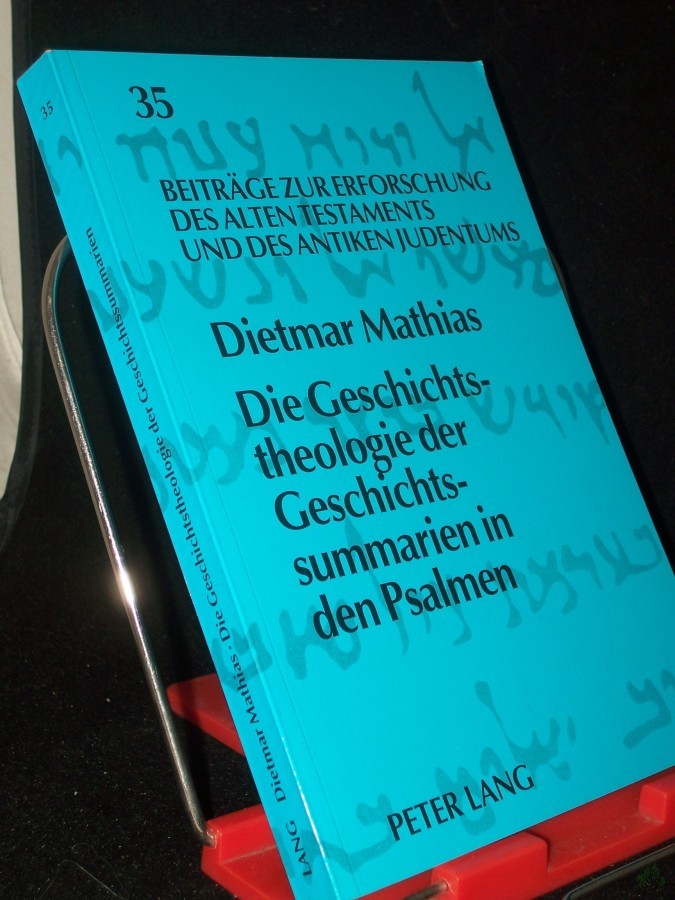 35
BEITRÄGE ZUR ERFORSCHUNG
DES ALTEN TESTAMENTS
UND DES ANTIKEN JUDENTUMS
Dietmar Mathias
Die Geschichts-
theologie der
Geschichts-
summarien in
den Psalmen
PETER LANG
35
LANG Dietmar Mathias · Die Geschichtstheologie der Geschichtssummarien